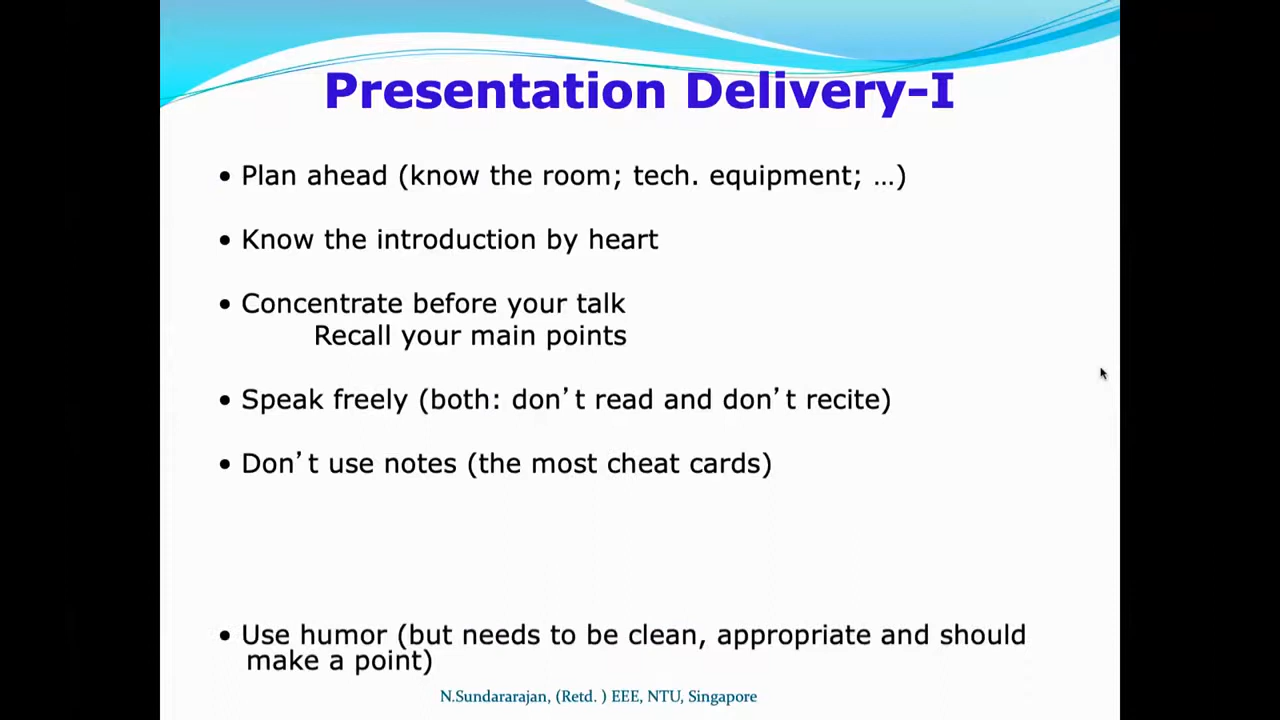 Presentation Delivery-I
• Plan ahead (know the room; tech. equipment; ...)
• Know the introduction by heart
• Concentrate before your talk
Recall your main points
• Speak freely (both: don’t read and don’t recite)
• Don’t use notes (the most cheat cards)
• Use humor (but needs to be clean, appropriate and should
make a point)
N.Sundararajan, (Retd. ) EEE, NTU, Singapore